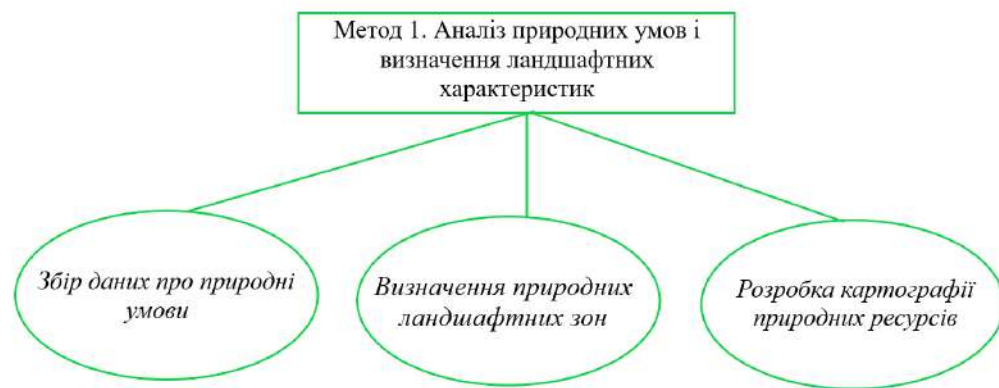 Метод 1. Аналіз природних умов і
визначення ландшафтних
характеристик
Збір даних про природні
умови
Визначення природних
ландшафтних зон
Розробка картографії
природних ресурсів